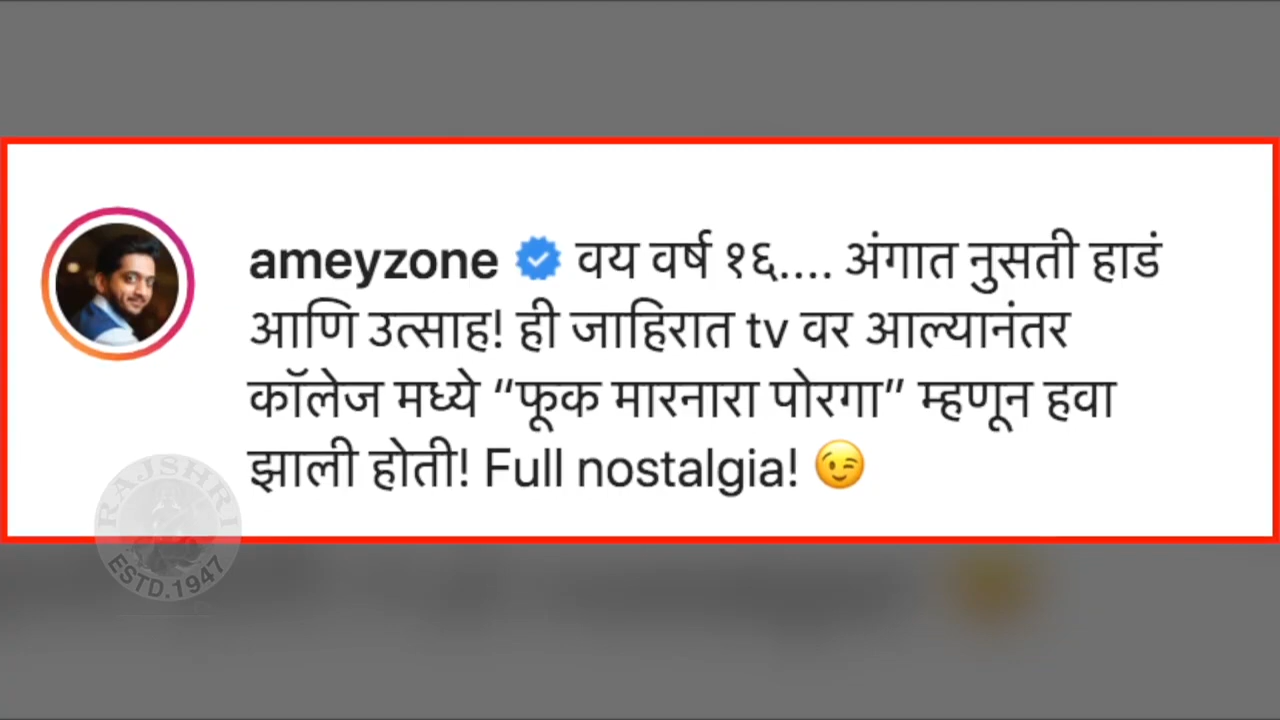 ameyzone वय वर्ष १६.... अंगात नुसती हाडं
आणि उत्साह! ही जाहिरात tv वर आल्यानंतर
कॉलेज मध्ये “फूक मारनारा पोरगा” म्हणून हवा
झाली होती! Full nostalgia! 😉
RAJSHRI
ESTD.1947